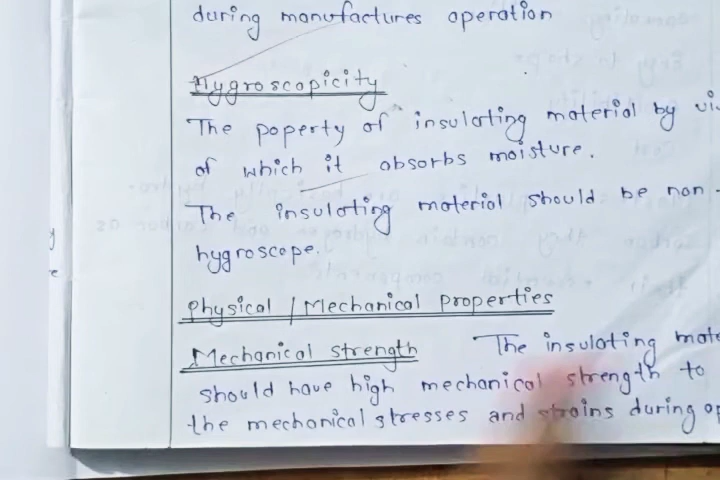 during manufactures operation
Hygroscopicity
The poperty of insulating material by
of which it absorbs moisture.
The insulating material should be non-
hygroscope.
Physical / Mechanical properties
Mechanical strength The insulating
should have high mechanical strength to
the mechanical stresses and strains during